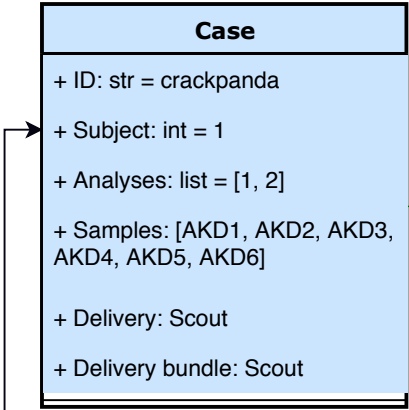 Case
+ ID: str = crackpanda
+ Subject: int = 1
+ Analyses: list = [1, 2]
+ Samples: [AKD1, AKD2, AKD3,
AKD4, AKD5, AKD6]
+ Delivery: Scout
+ Delivery bundle: Scout